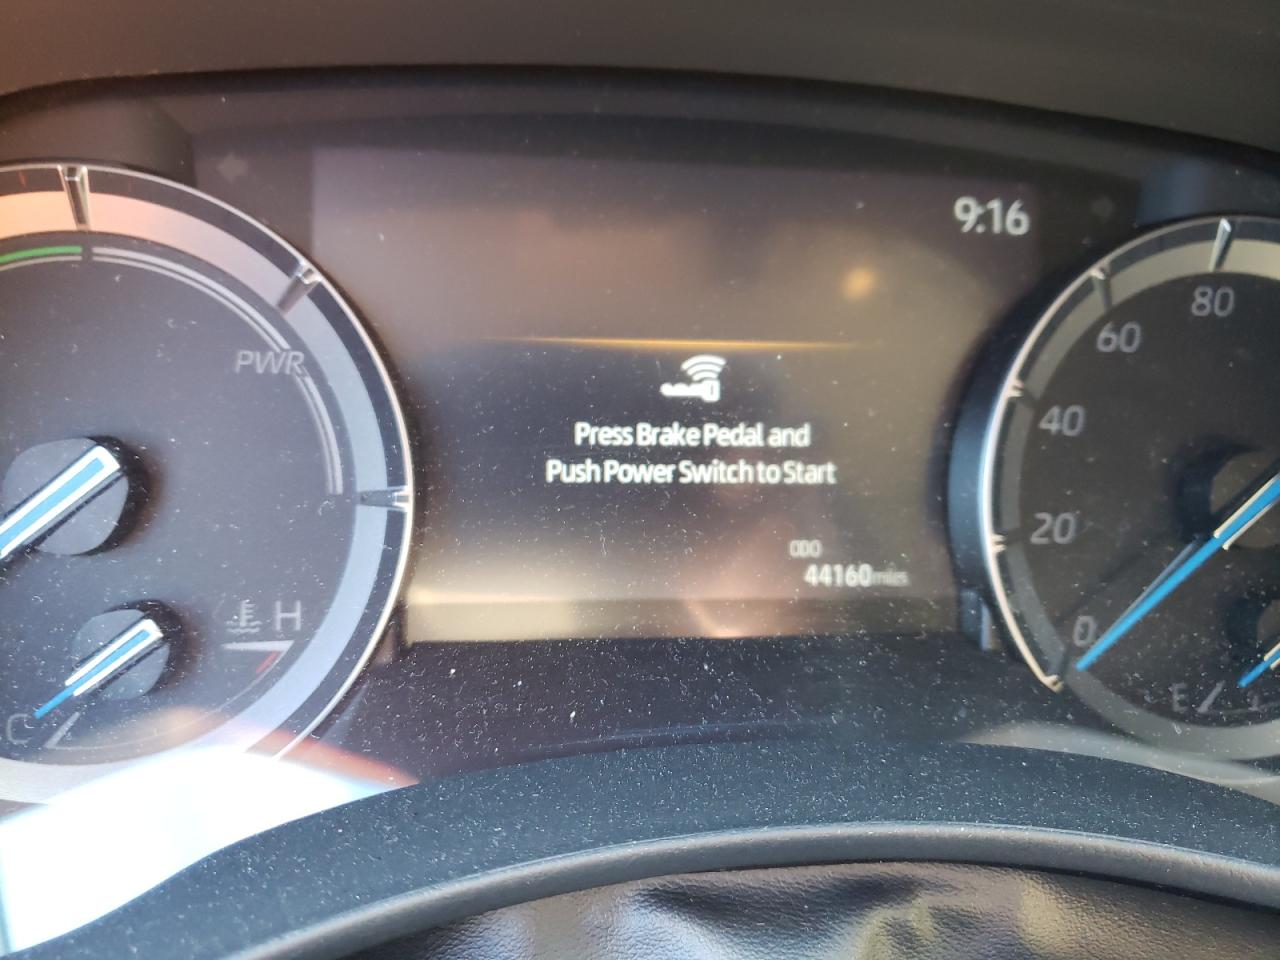 9:16
PWR
80
60
Press Brake Pedal and
Push Power Switch to Start
40
20
ODO
44160 miles
H
0
C
E